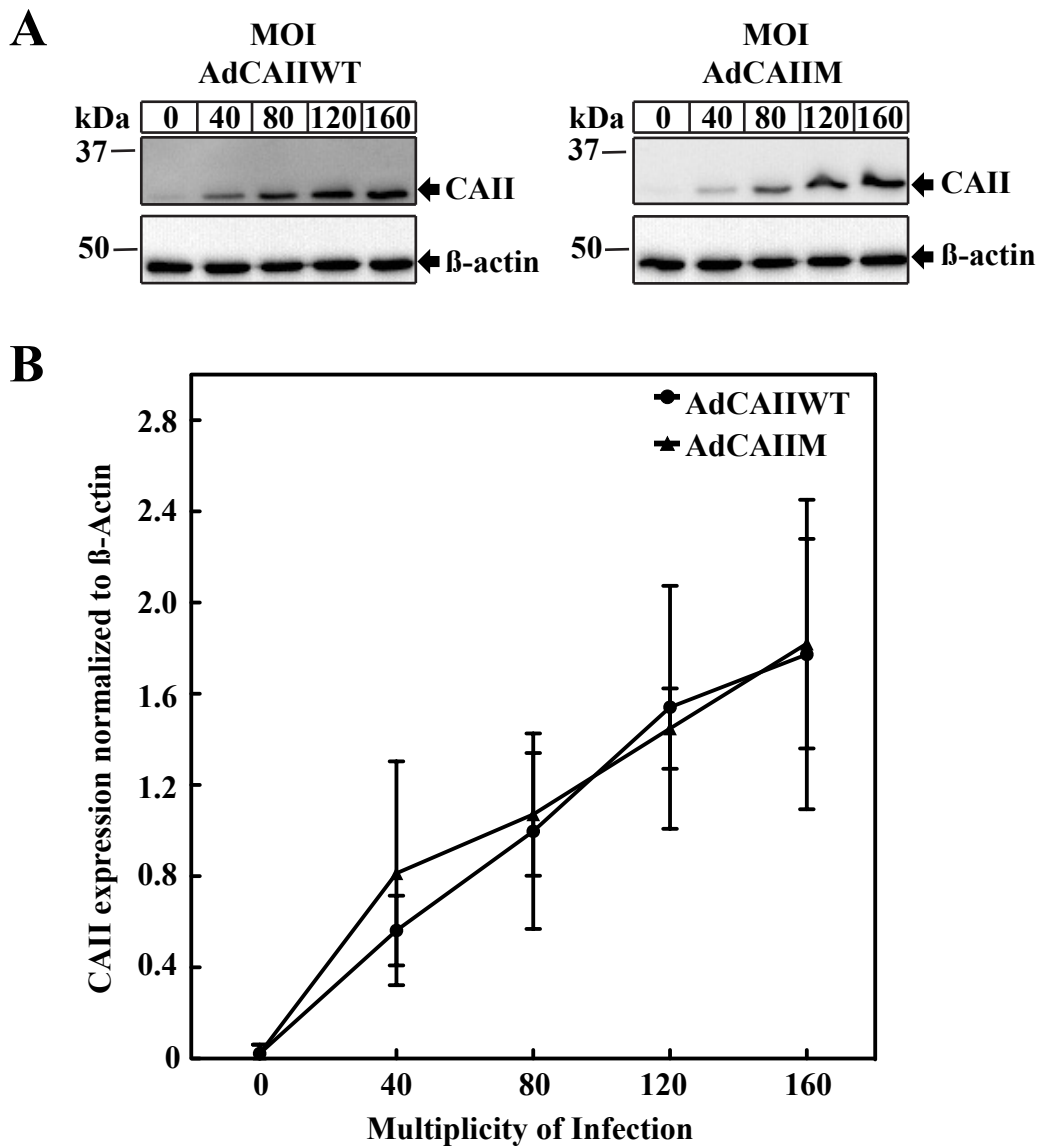 A
MOI
AdCAIIWT
kDa 0 40 80 120 160
37
CAII
50
ß-actin
MOI
AdCAIIM
kDa 0 40 80 120 160
37
CAII
50
ß-actin
B
AdCAIIWT
AdCAIIM
CAII expression normalized to ß-Actin
2.8
2.4
2.0
1.6
1.2
0.8
0.4
0
0 40 80 120 160
Multiplicity of Infection